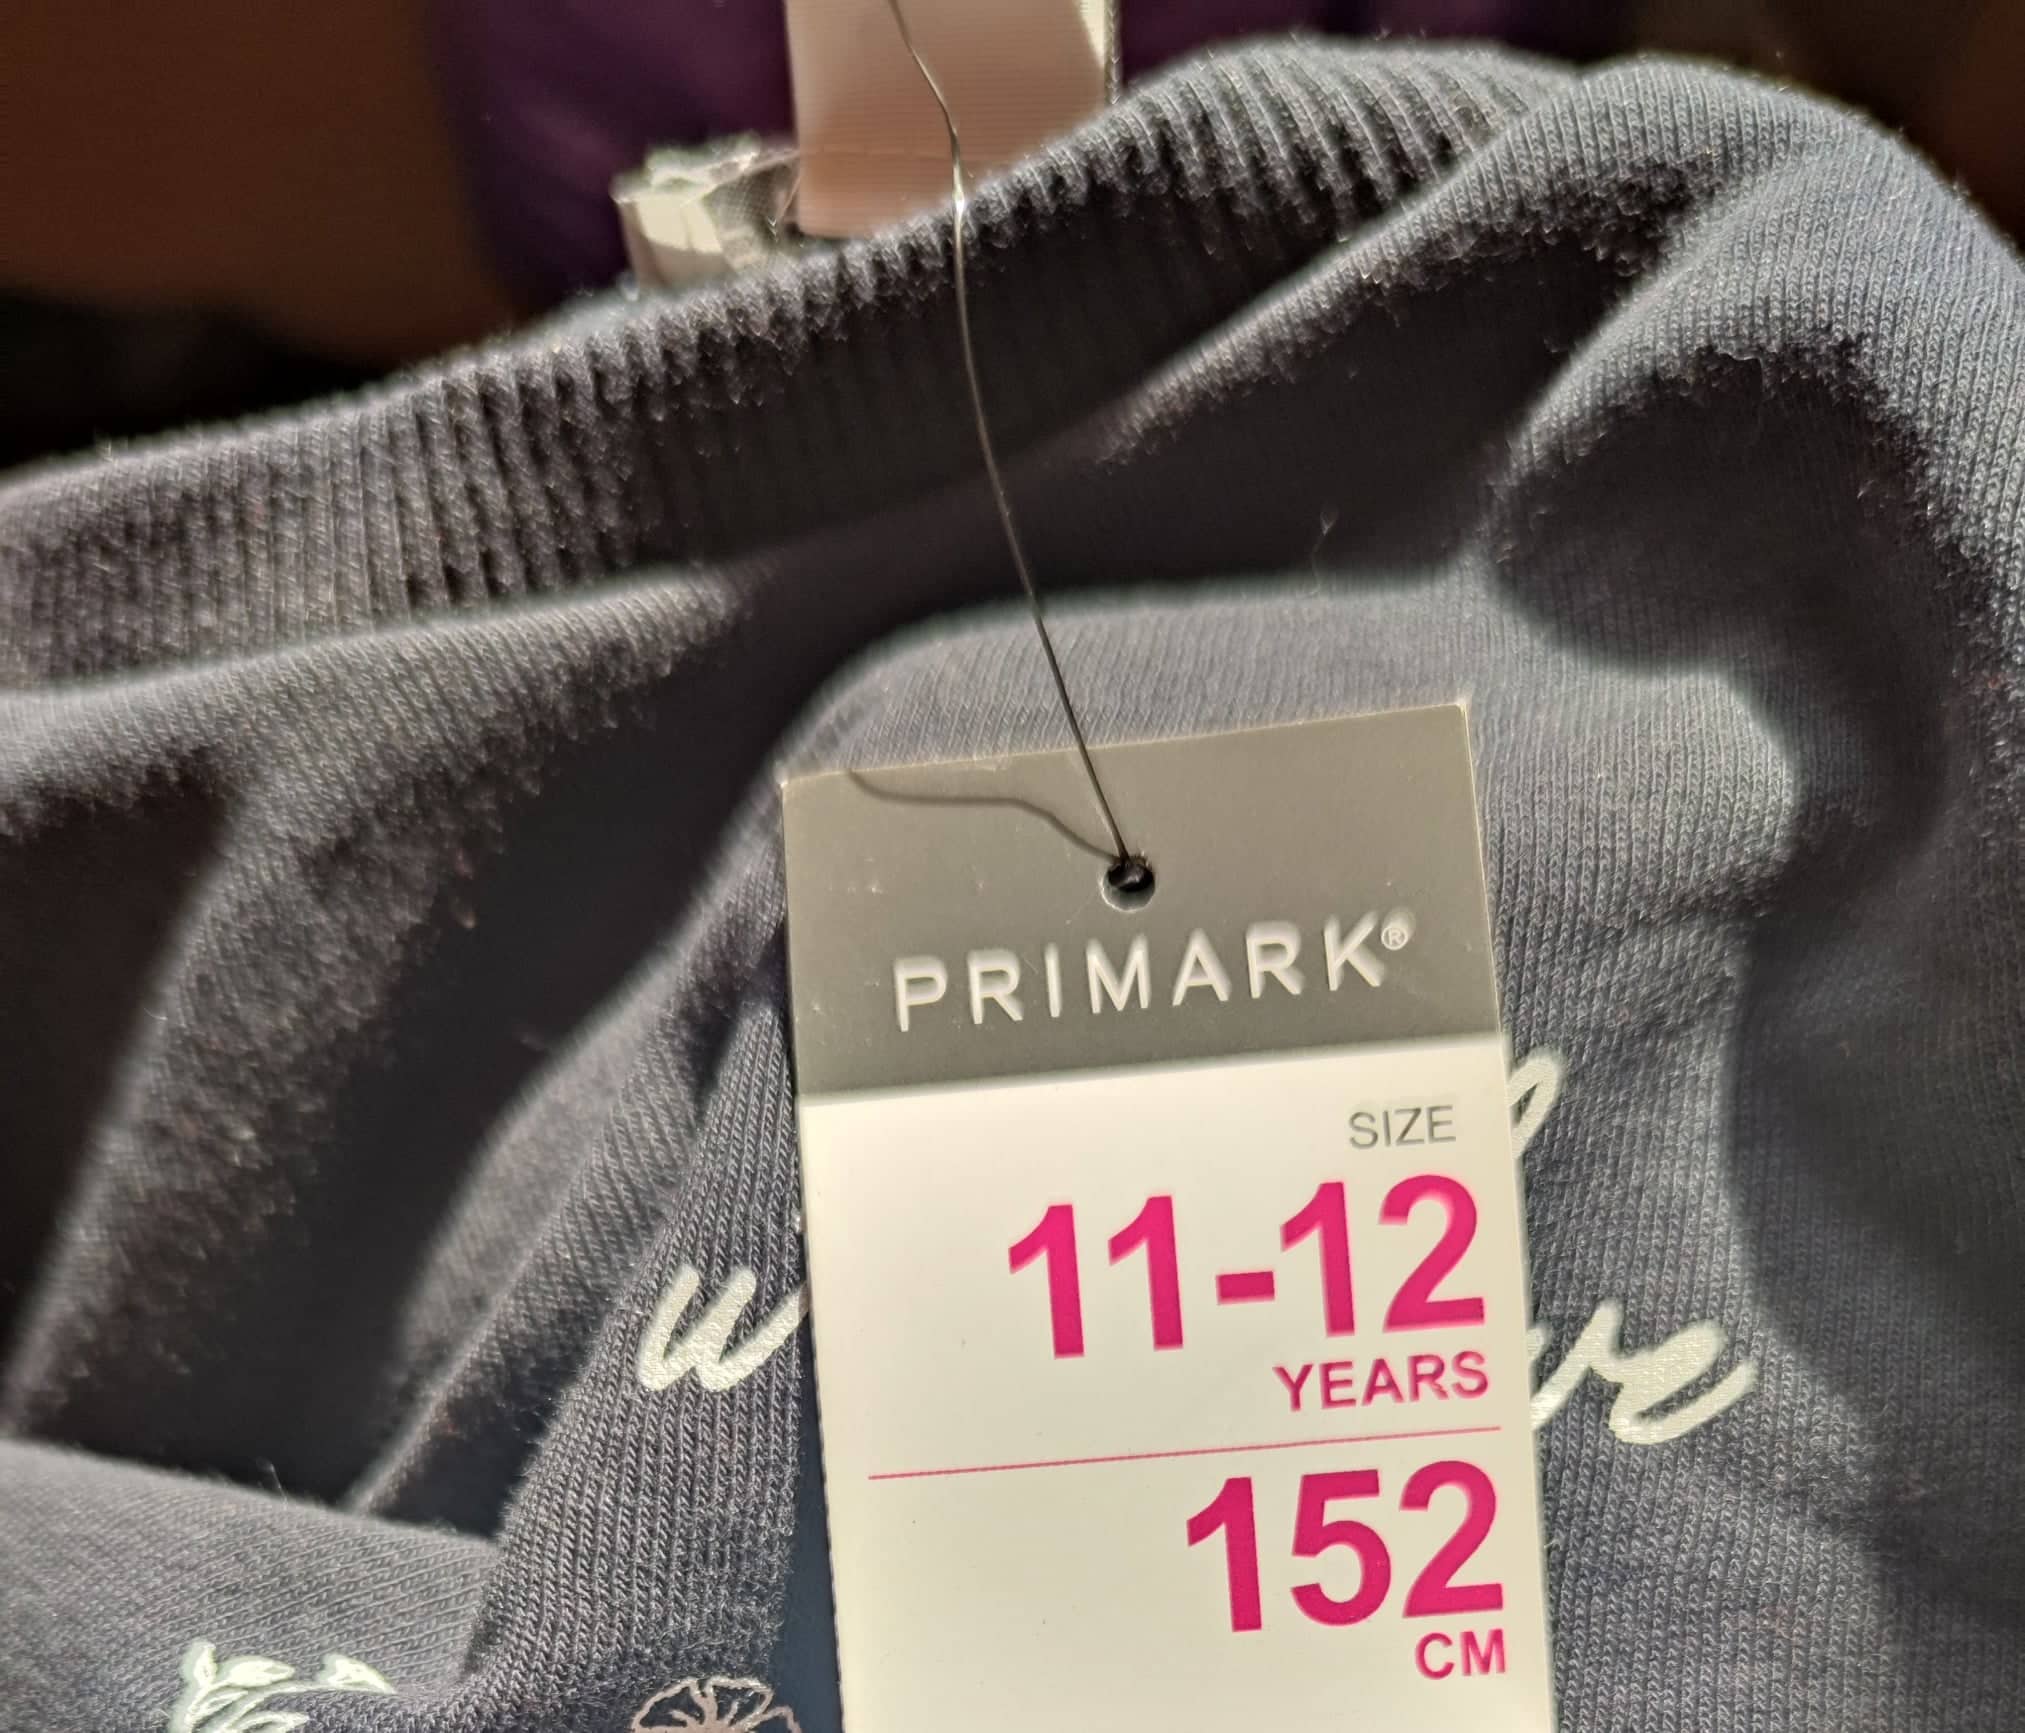 PRIMARK®
SIZE
11-12
YEARS
152
CM